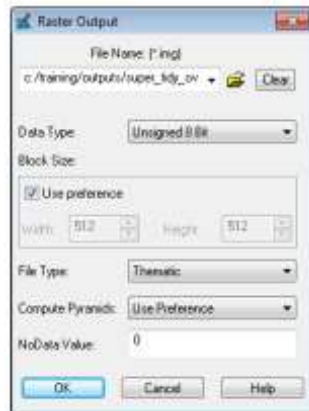 Raster Output
File Name: (*.img)
c:/training/outputs/super_tidy_ov
Clear
Data Type:
Unsigned 8 Bit
Block Size:
Use preference
Width:
512
Height:
512
File Type:
Thematic
Compute Pyramids:
Use Preference
NoData Value:
0
OK
Cancel
Help